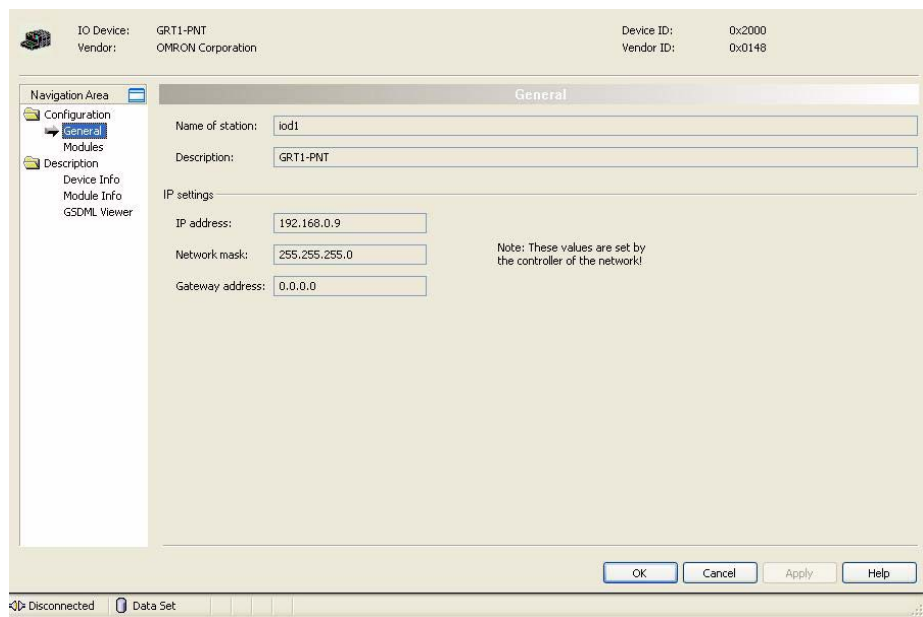 IO Device: GRT1-PNT Device ID: 0x2000
Vendor: OMRON Corporation Vendor ID: 0x0148
Navigation Area
Configuration
General
Modules
Description
Device Info
Module Info
GSDML Viewer
General
Name of station: iod1
Description: GRT1-PNT
IP settings
IP address: 192.168.0.9
Network mask: 255.255.255.0
Gateway address: 0.0.0.0
Note: These values are set by
the controller of the network!
OK Cancel Apply Help
Disconnected Data Set